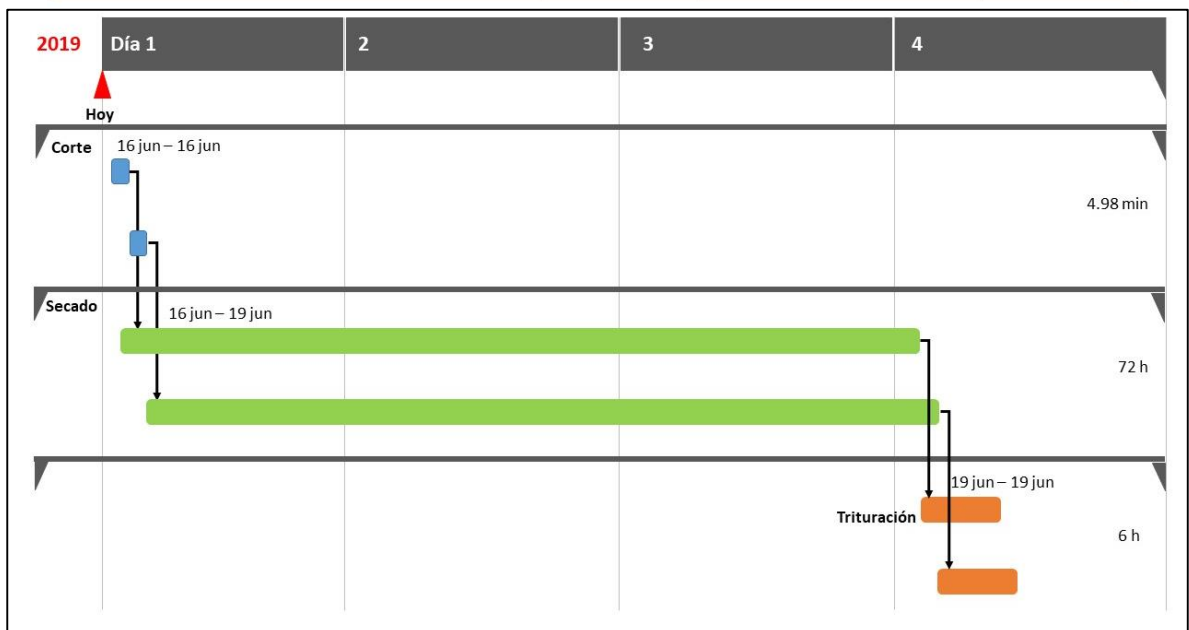 2019 Día 1 2 3 4
Hoy
Corte 16 jun – 16 jun
4.98 min
Secado
16 jun – 19 jun
72 h
19 jun – 19 jun
Trituración
6 h